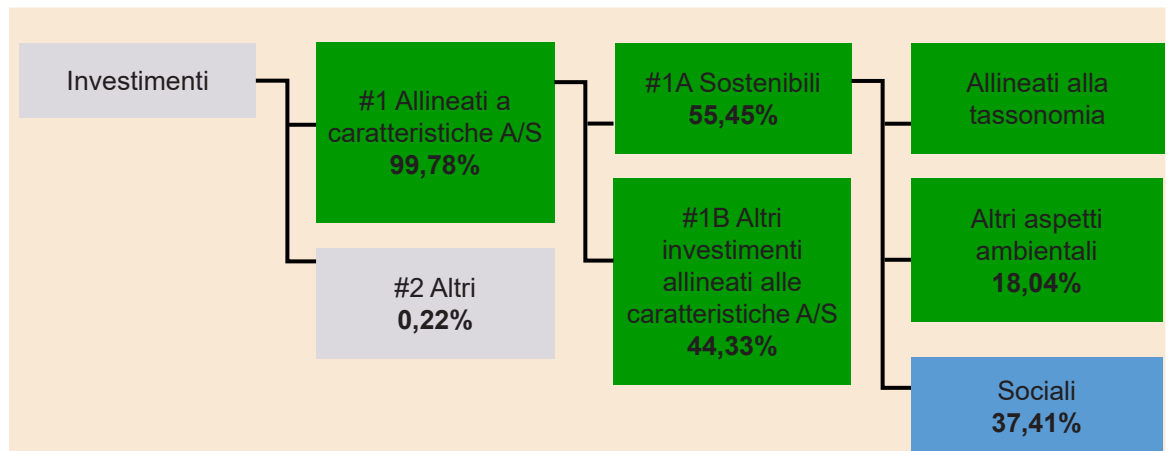 Investimenti
#1 Allineati a
caratteristiche A/S
99,78%
#2 Altri
0,22%
#1A Sostenibili
55,45%
#1B Altri
investimenti
allineati alle
caratteristiche A/S
44,33%
Allineati alla
tassonomia
Altri aspetti
ambientali
18,04%
Sociali
37,41%